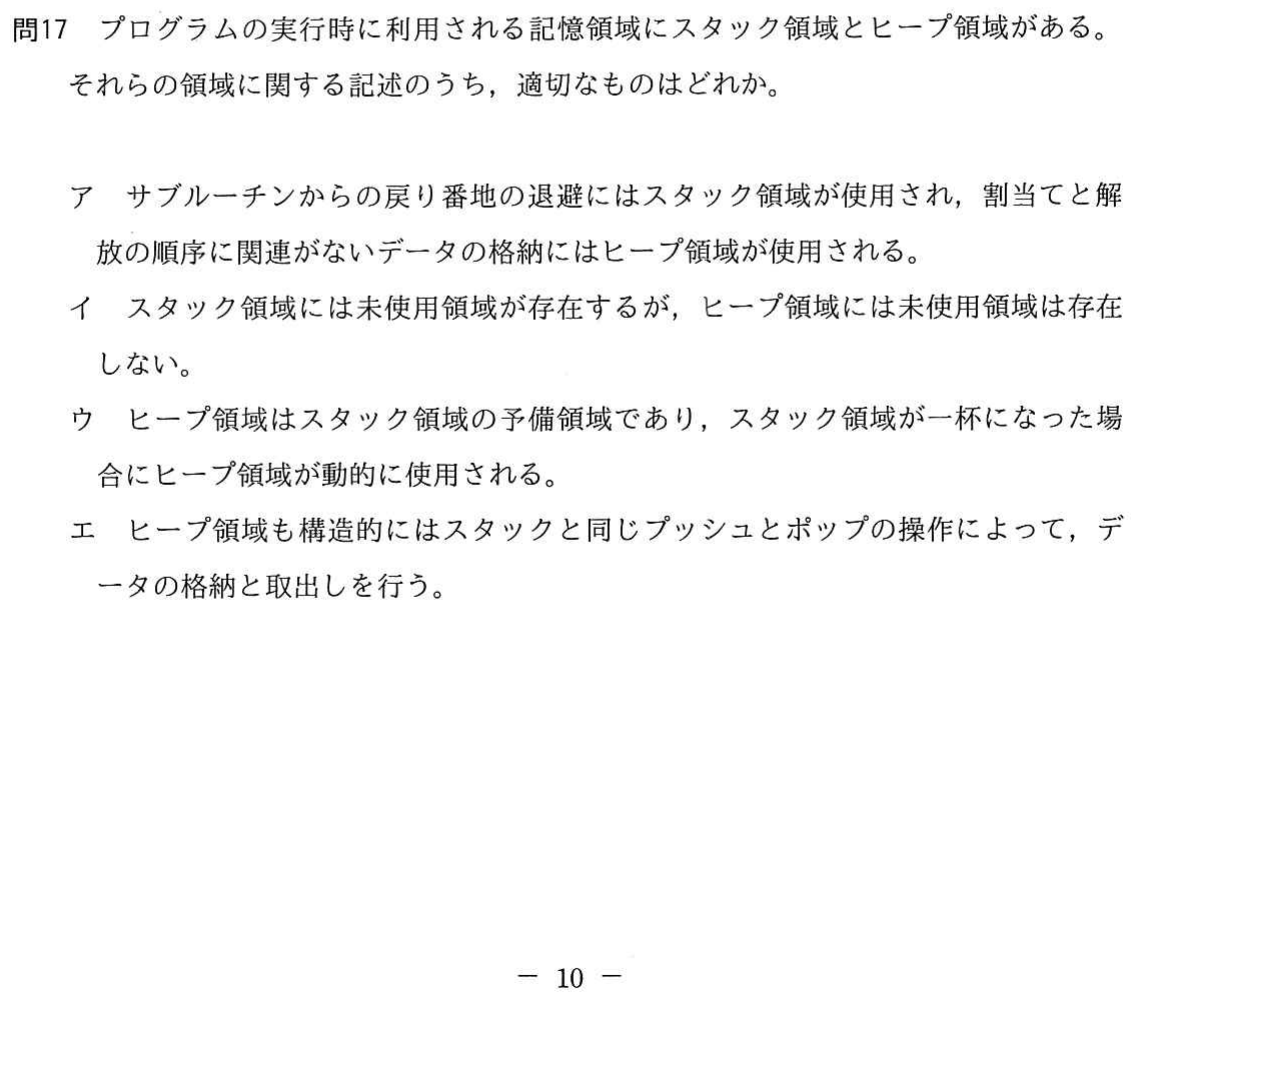 問17 プログラムの実行時に利用される記憶領域にスタック領域とヒープ領域がある。
それらの領域に関する記述のうち，適切なものはどれか。
ア サブルーチンからの戻り番地の退避にはスタック領域が使用され，割当てと解
放の順序に関連がないデータの格納にはヒープ領域が使用される。
イ スタック領域には未使用領域が存在するが，ヒープ領域には未使用領域は存在
しない。
ウ ヒープ領域はスタック領域の予備領域であり，スタック領域が一杯になった場
合にヒープ領域が動的に使用される。
エ ヒープ領域も構造的にはスタックと同じプッシュとポップの操作によって，デ
ータの格納と取出しを行う。
－ 10 －